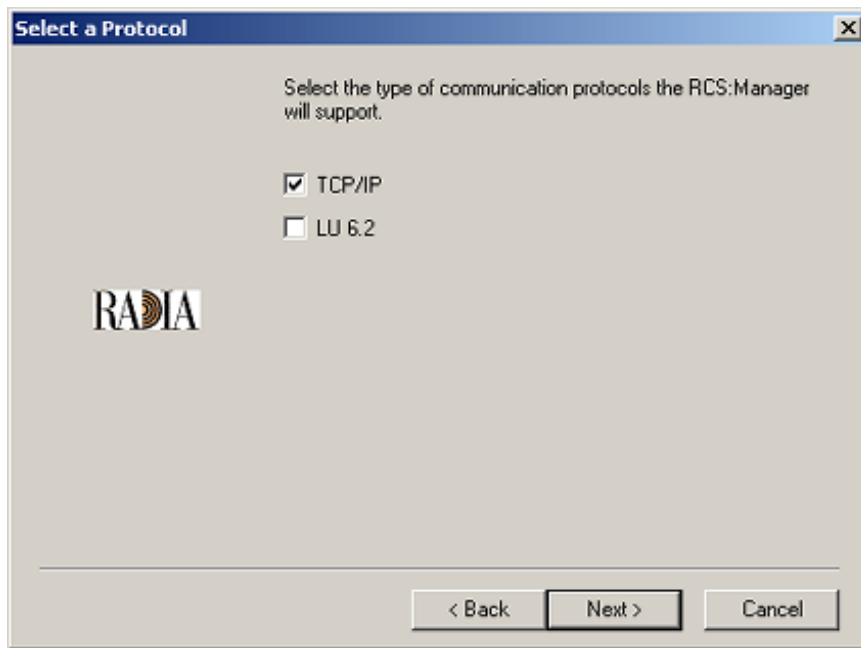 Select a Protocol
Select the type of communication protocols the RCS:Manager
will support.
TCP/IP
LU 6.2
RADIA
< Back
Next >
Cancel